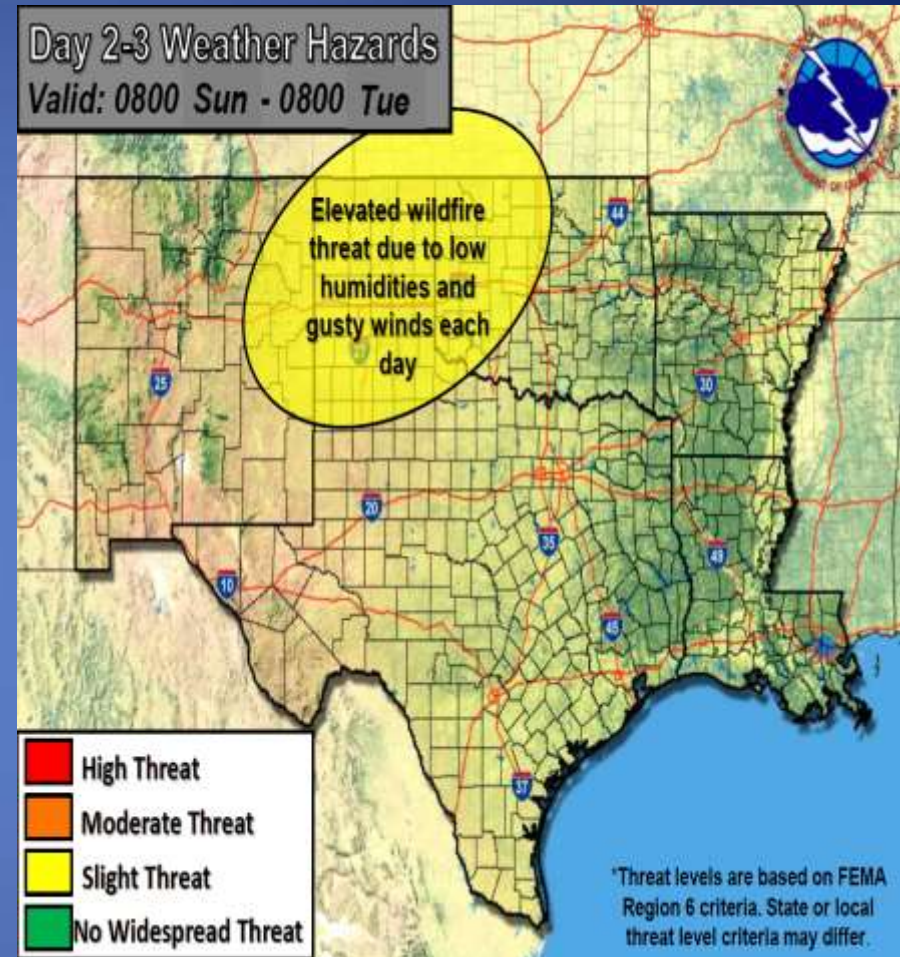 Day 2-3 Weather Hazards
Valid: 0800 Sun - 0800 Tue
Elevated wildfire
threat due to low
humidities and
gusty winds each
day
44
25
30
20
35
49
10
45
37
High Threat
Moderate Threat
Slight Threat
No Widespread Threat
*Threat levels are based on FEMA
Region 6 criteria. State or local
threat level criteria may differ.